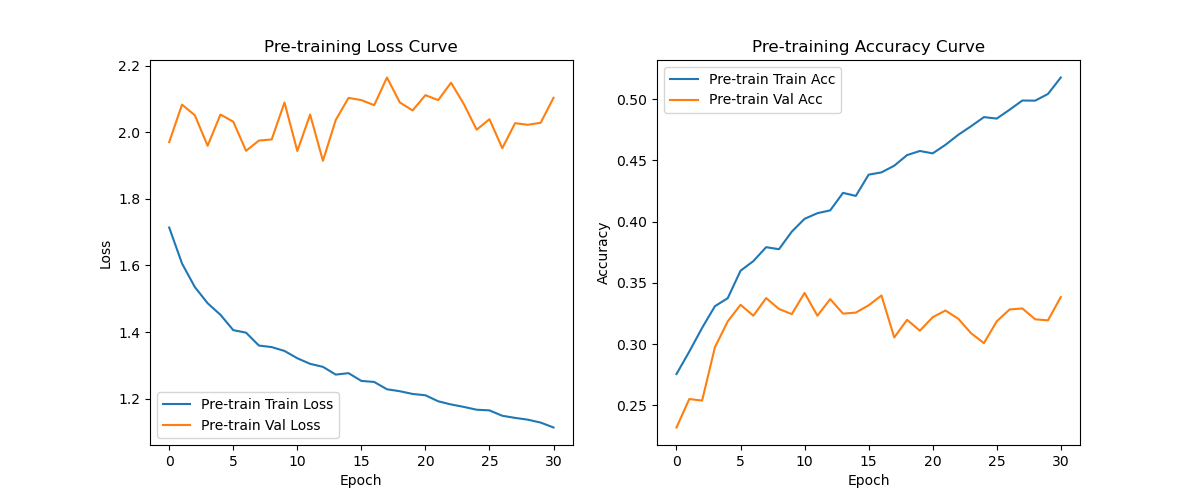 Pre-training Loss Curve
2.2
2.0
1.8
1.6
1.4
1.2
Loss
Pre-train Train Loss
Pre-train Val Loss
0 5 10 15 20 25 30
Epoch
Pre-training Accuracy Curve
Pre-train Train Acc
Pre-train Val Acc
0.50
0.45
0.40
0.35
0.30
0.25
Accuracy
0 5 10 15 20 25 30
Epoch